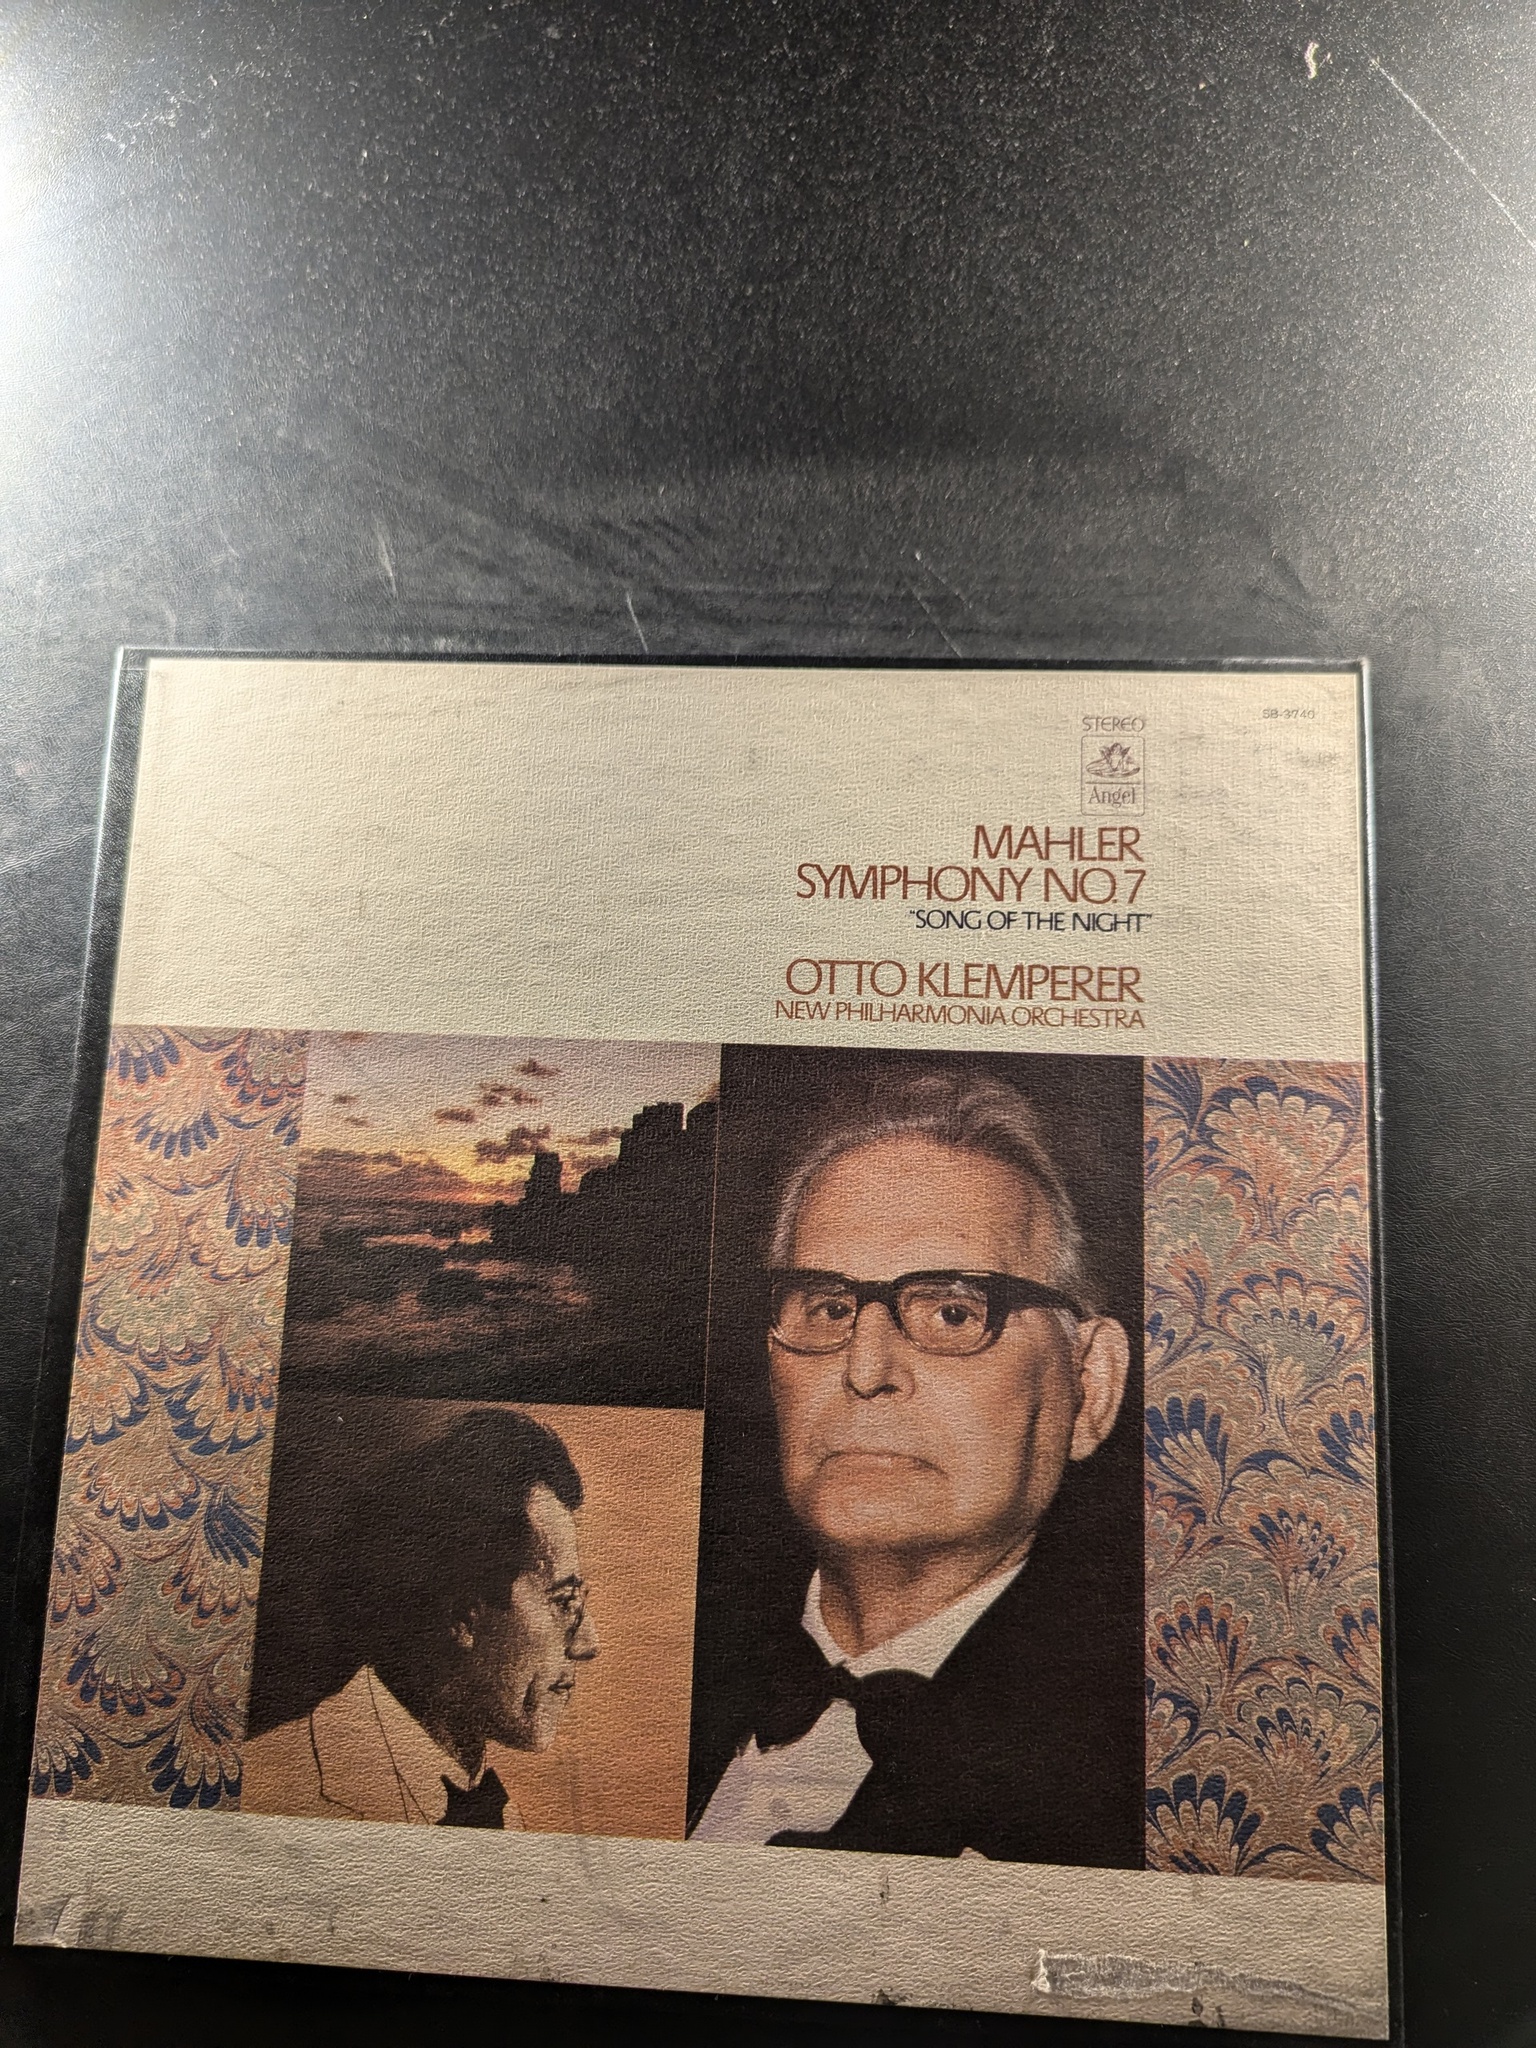 STEREO
SB-3740
Angel
MAHLER
SYMPHONY NO.7
"SONG OF THE NIGHT"
OTTO KLEMPERER
NEW PHILHARMONIA ORCHESTRA